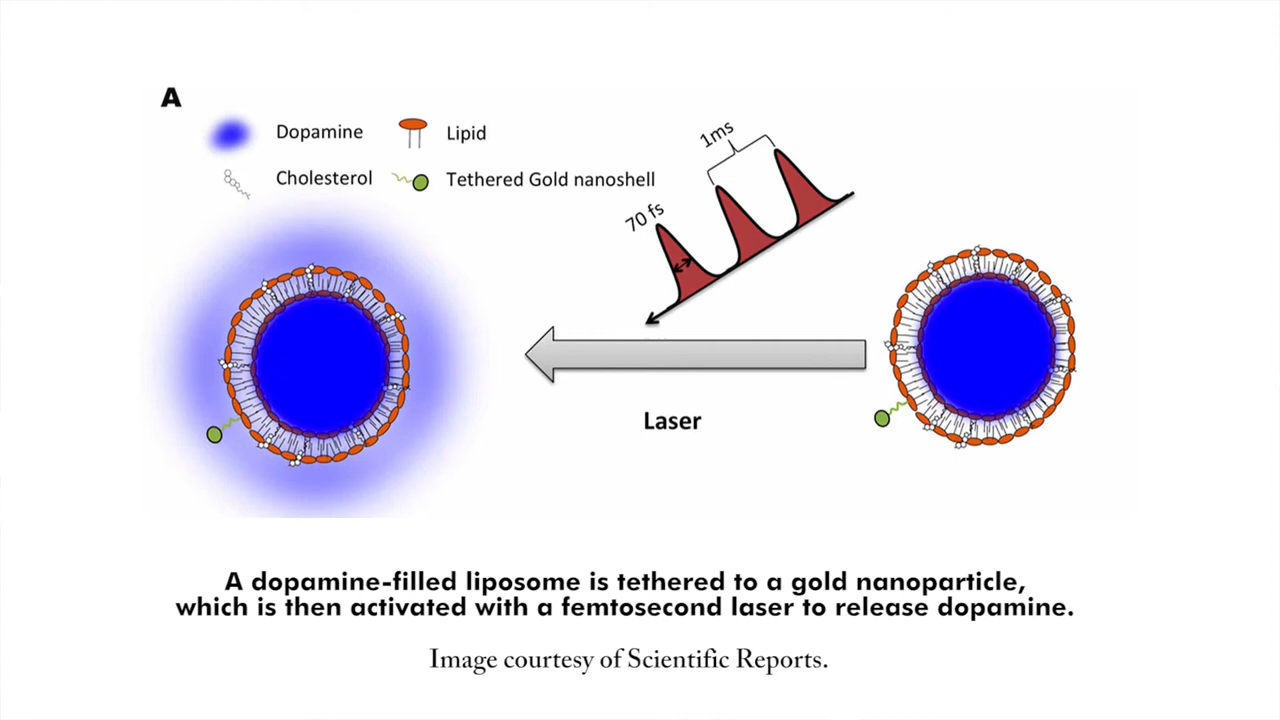 A
Dopamine
Lipid
Cholesterol
Tethered Gold nanoshell
1ms
70 fs
Laser
A dopamine-filled liposome is tethered to a gold nanoparticle,
which is then activated with a femtosecond laser to release dopamine.
Image courtesy of Scientific Reports.